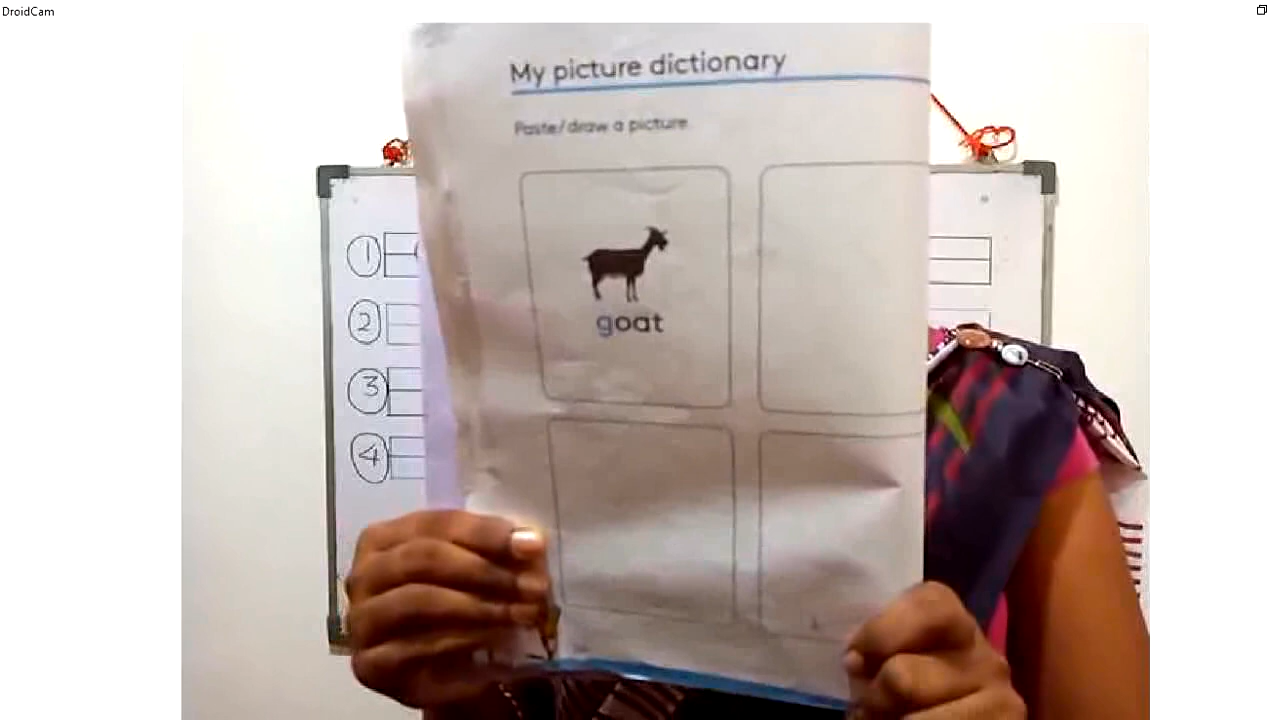 DroidCam
My picture dictionary
Paste/draw a picture.
goat
1
2
3
4